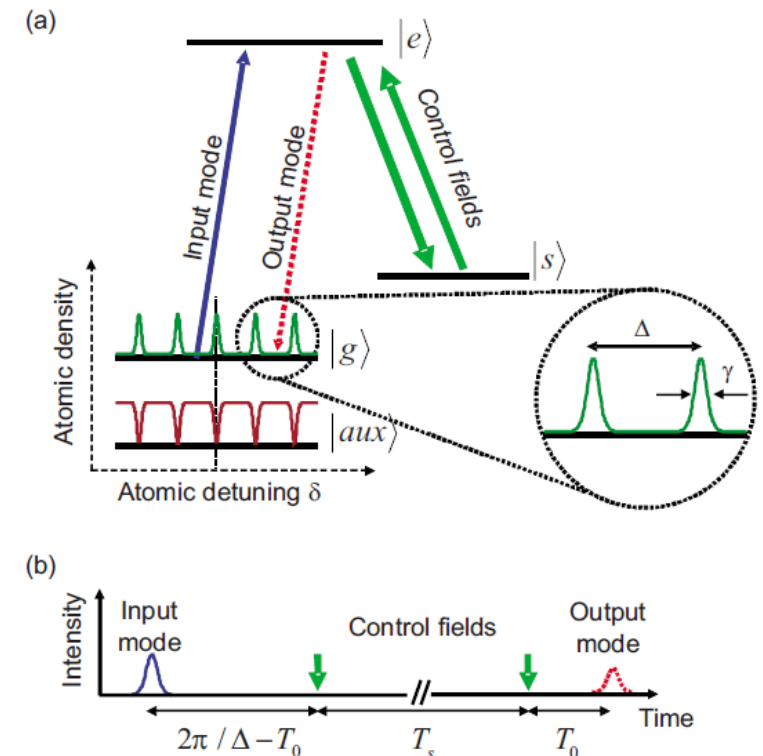 (a)
|e⟩
Input mode
Output mode
Control fields
|s⟩
Atomic density
Δ
γ
|g⟩
|aux⟩
Atomic detuning δ
(b)
Intensity
Input
mode
Control fields
Output
mode
Time
2π / Δ − T₀
Tₛ
T₀